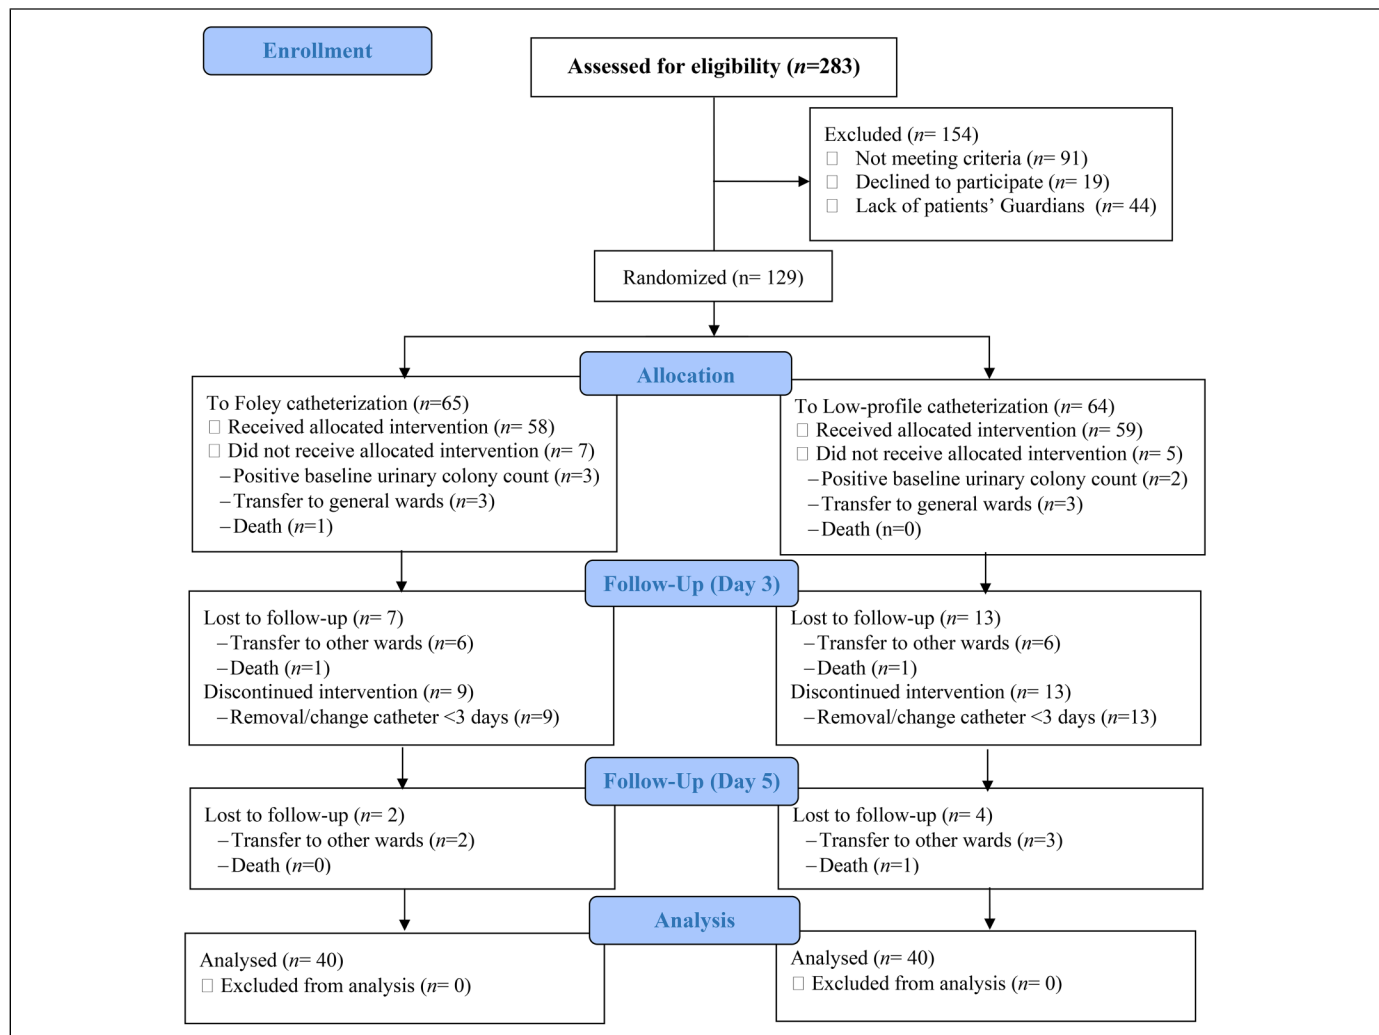 Enrollment
Assessed for eligibility (n=283)
Excluded (n= 154)
□ Not meeting criteria (n= 91)
□ Declined to participate (n= 19)
□ Lack of patients’ Guardians (n= 44)
Randomized (n= 129)
Allocation
To Foley catheterization (n=65)
□ Received allocated intervention (n= 58)
□ Did not receive allocated intervention (n= 7)
–Positive baseline urinary colony count (n=3)
–Transfer to general wards (n=3)
–Death (n=1)
To Low-profile catheterization (n= 64)
□ Received allocated intervention (n= 59)
□ Did not receive allocated intervention (n= 5)
–Positive baseline urinary colony count (n=2)
–Transfer to general wards (n=3)
–Death (n=0)
Follow-Up (Day 3)
Lost to follow-up (n= 7)
–Transfer to other wards (n=6)
–Death (n=1)
Discontinued intervention (n= 9)
–Removal/change catheter <3 days (n=9)
Lost to follow-up (n= 13)
–Transfer to other wards (n=6)
–Death (n=1)
Discontinued intervention (n= 13)
–Removal/change catheter <3 days (n=13)
Follow-Up (Day 5)
Lost to follow-up (n= 2)
–Transfer to other wards (n=2)
–Death (n=0)
Lost to follow-up (n= 4)
–Transfer to other wards (n=3)
–Death (n=1)
Analysis
Analysed (n= 40)
□ Excluded from analysis (n= 0)
Analysed (n= 40)
□ Excluded from analysis (n= 0)